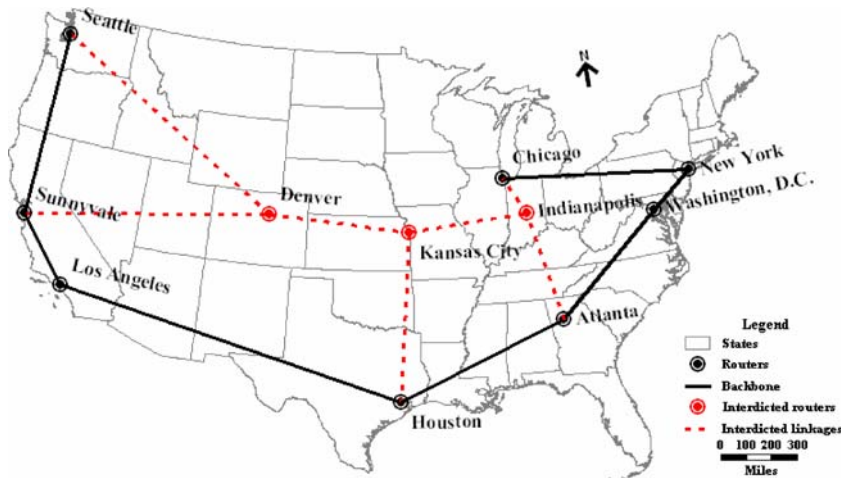 Seattle
N
Chicago
New York
Denver
Indianapolis
Washington, D.C.
Sunnyvale
Kansas City
Los Angeles
Atlanta
Houston
Legend
States
Routers
Backbone
Interdicted routers
Interdicted linkages
0 100 200 300
Miles